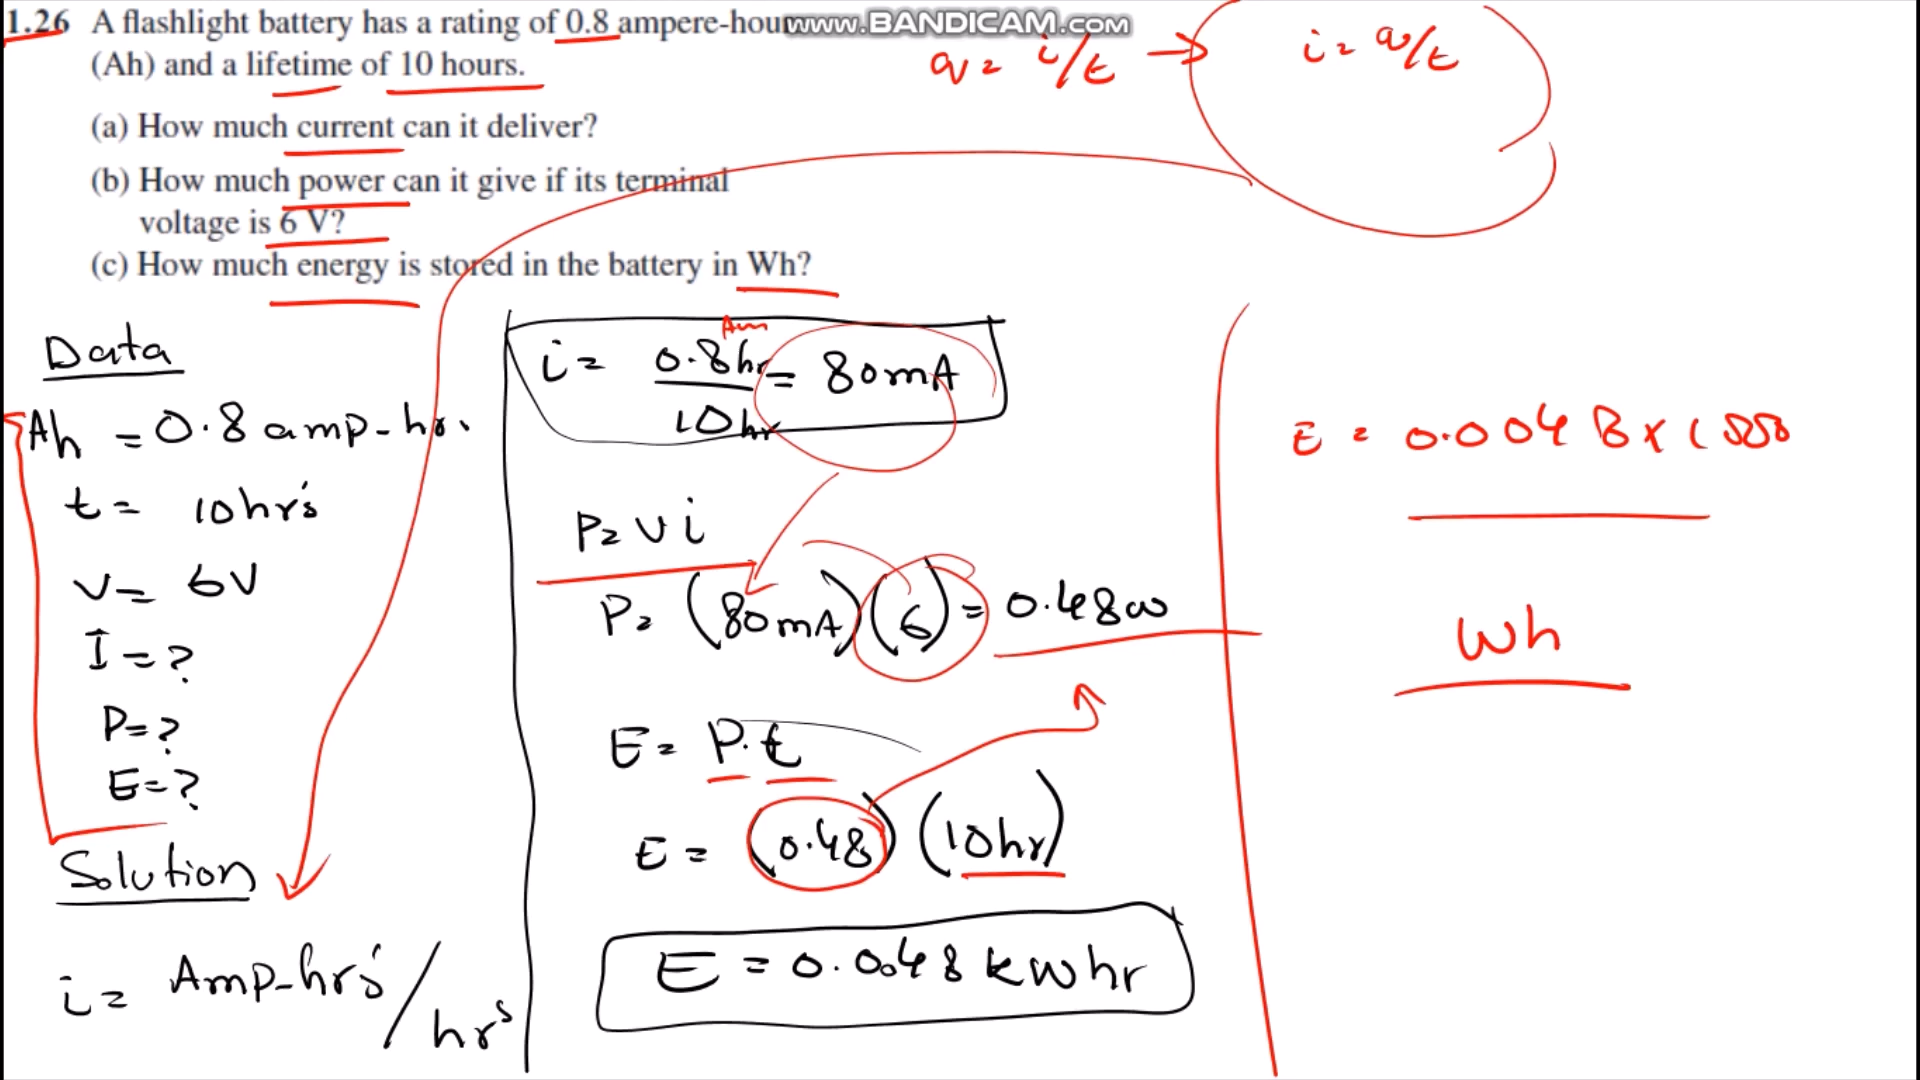 1.26 A flashlight battery has a rating of 0.8 ampere-hour
www.BANDICAM.com
(Ah) and a lifetime of 10 hours.
q = i/t → i = q/t
(a) How much current can it deliver?
(b) How much power can it give if its terminal
voltage is 6 V?
(c) How much energy is stored in the battery in Wh?
Data
Ah = 0.8 amp-hr.
t = 10hr's
V = 6V
I = ?
P = ?
E = ?
Solution
i = Amp-hrs/hrs
i = 0.8hr/10hr = 80mA
P = Vi
P = (80mA)(6) = 0.48w
E = P.t
E = (0.48)(10hr)
E = 0.0048 kwhr
E = 0.0048 x 1000
Wh